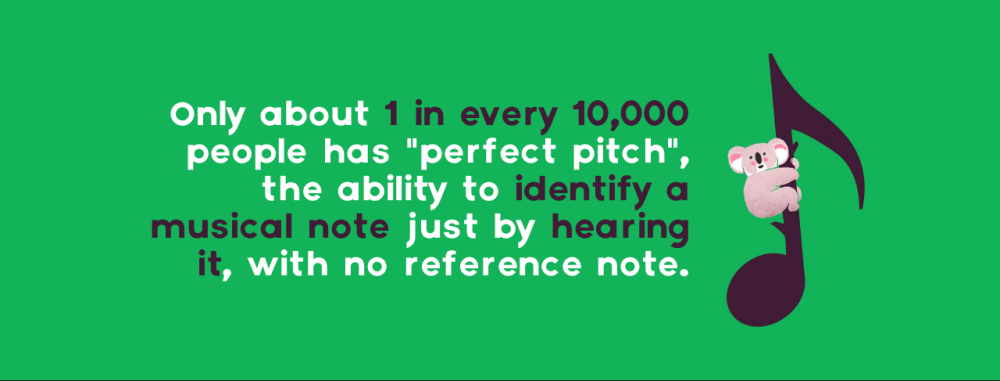 Only about 1 in every 10,000
people has "perfect pitch",
the ability to identify a
musical note just by hearing
it, with no reference note.